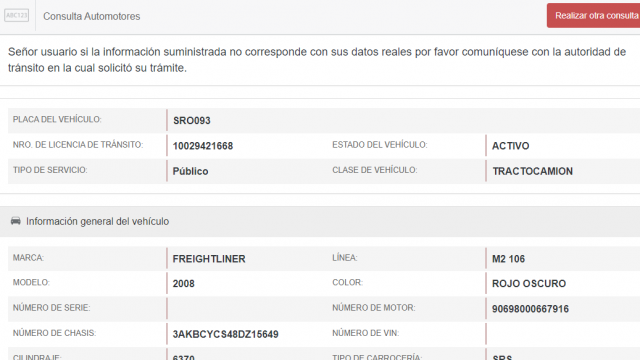 ABC123 Consulta Automotores Realizar otra consulta
Señor usuario si la información suministrada no corresponde con sus datos reales por favor comuníquese con la autoridad de
tránsito en la cual solicitó su trámite.
PLACA DEL VEHÍCULO: SRO093
NRO. DE LICENCIA DE TRÁNSITO: 10029421668 ESTADO DEL VEHÍCULO: ACTIVO
TIPO DE SERVICIO: Público CLASE DE VEHÍCULO: TRACTOCAMION
Información general del vehículo
MARCA: FREIGHTLINER LÍNEA: M2 106
MODELO: 2008 COLOR: ROJO OSCURO
NÚMERO DE SERIE: NÚMERO DE MOTOR: 90698000667916
NÚMERO DE CHASIS: 3AKBCYCS48DZ15649 NÚMERO DE VIN:
CILINDRAJE: 6370 TIPO DE CARROCERÍA: SRS